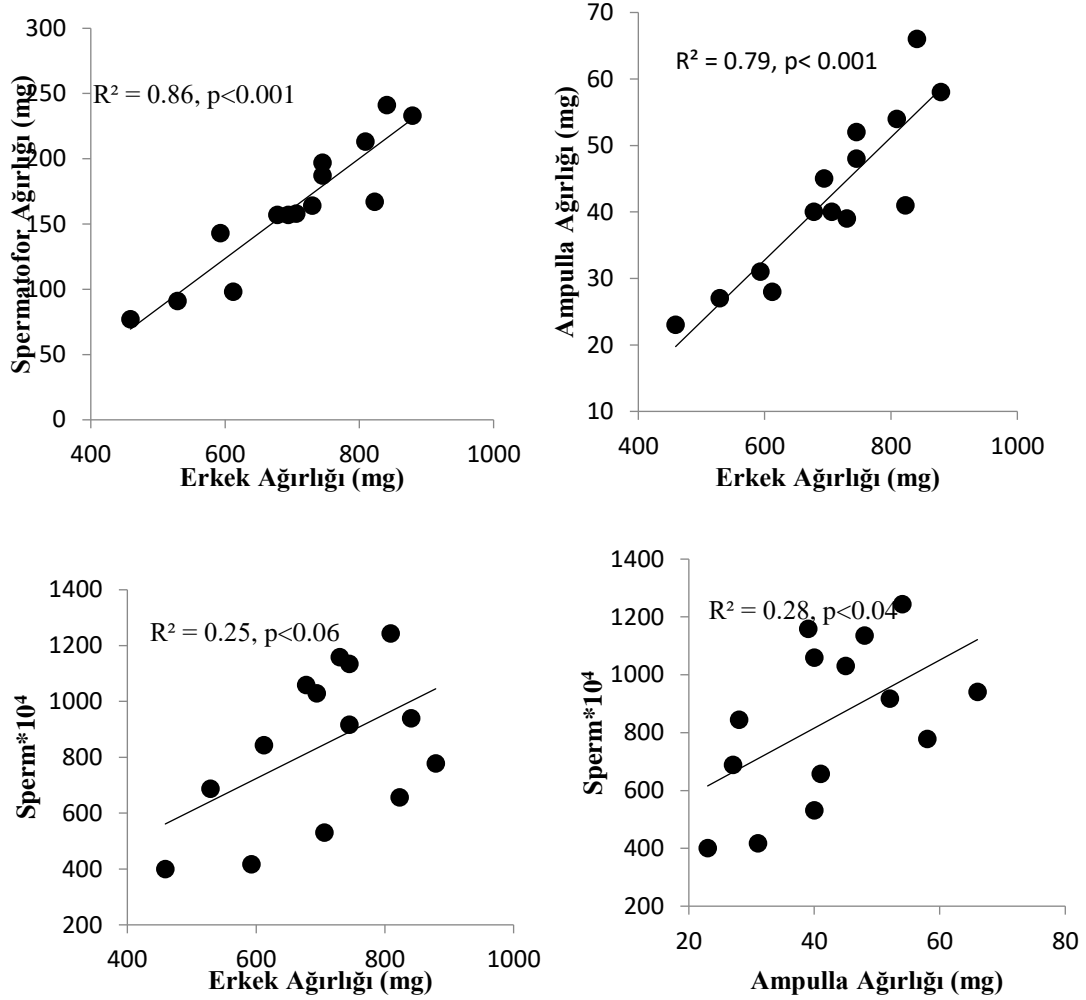 300
250
200
150
100
50
0
400 600 800 1000
R² = 0.86, p<0.001
Spermatofor Ağırlığı (mg)
Erkek Ağırlığı (mg)
70
60
50
40
30
20
10
400 600 800 1000
R² = 0.79, p< 0.001
Ampulla Ağırlığı (mg)
Erkek Ağırlığı (mg)
1400
1200
1000
800
600
400
200
400 600 800 1000
R² = 0.25, p<0.06
Sperm*10⁴
Erkek Ağırlığı (mg)
1400
1200
1000
800
600
400
200
20 40 60 80
R² = 0.28, p<0.04
Sperm*10⁴
Ampulla Ağırlığı (mg)